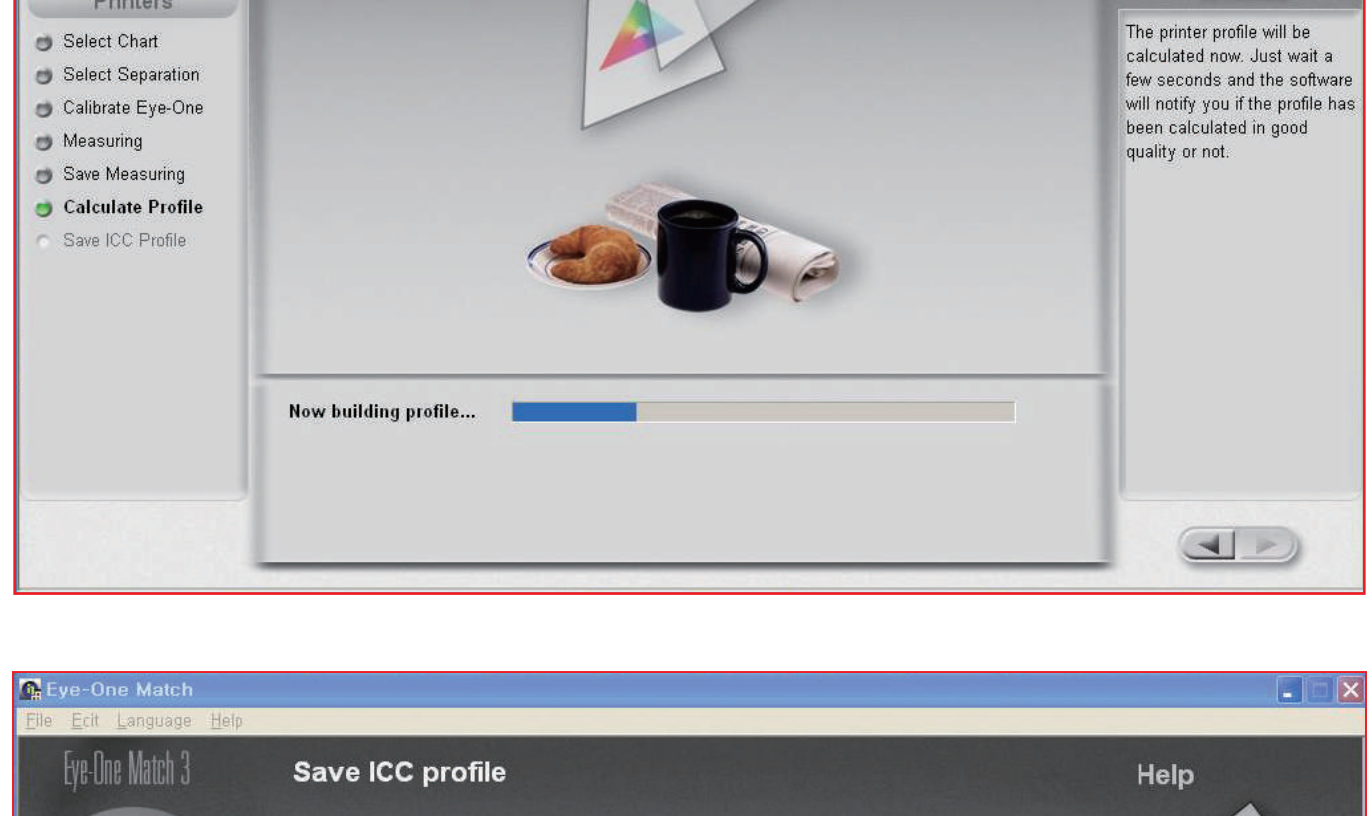 Printers
Select Chart
Select Separation
Calibrate Eye-One
Measuring
Save Measuring
Calculate Profile
Save ICC Profile
Now building profile...
The printer profile will be
calculated now. Just wait a
few seconds and the software
will notify you if the profile has
been calculated in good
quality or not.
Eye-One Match
File Ecit Language Help
Eye-One Match 3
Save ICC profile
Help